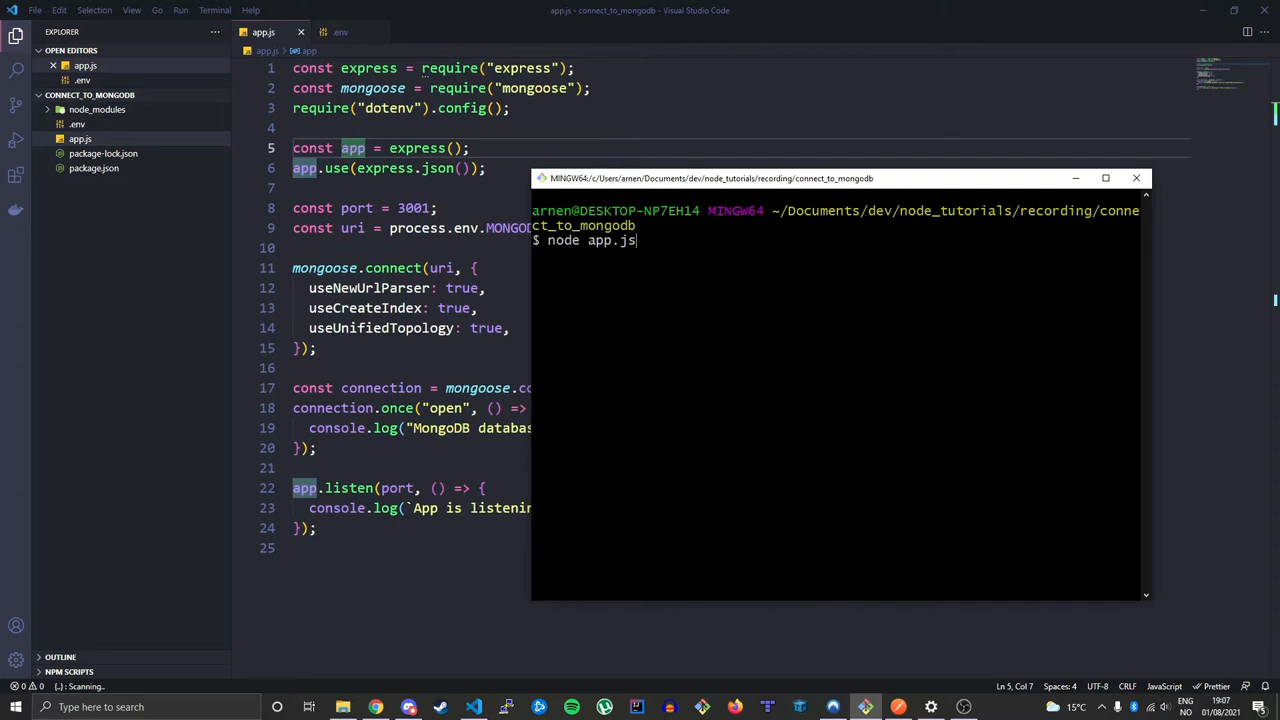 File Edit Selection View Go Run Terminal Help
app.js - connect_to_mongodb - Visual Studio Code
EXPLORER
OPEN EDITORS
app.js
.env
CONNECT_TO_MONGODB
node_modules
.env
app.js
package-lock.json
package.json
OUTLINE
NPM SCRIPTS
app.js .env
app.js app
1 const express = require("express");
2 const mongoose = require("mongoose");
3 require("dotenv").config();
4
5 const app = express();
6 app.use(express.json());
7
8 const port = 3001;
9 const uri = process.env.MONGOD
10
11 mongoose.connect(uri, {
12 useNewUrlParser: true,
13 useCreateIndex: true,
14 useUnifiedTopology: true,
15 });
16
17 const connection = mongoose.co
18 connection.once("open", () =>
19 console.log("MongoDB databas
20 });
21
22 app.listen(port, () => {
23 console.log(`App is listenin
24 });
25
MINGW64:/c/Users/arnen/Documents/dev/node_tutorials/recording/connect_to_mongodb
arnen@DESKTOP-NP7EH14 MINGW64 ~/Documents/dev/node_tutorials/recording/conne
ct_to_mongodb
$ node app.js
0 0 {..} : Scanning.. Ln 5, Col 7 Spaces: 4 UTF-8 CRLF JavaScript Prettier
Type here to search
15°C
NO
19:07
01/08/2021